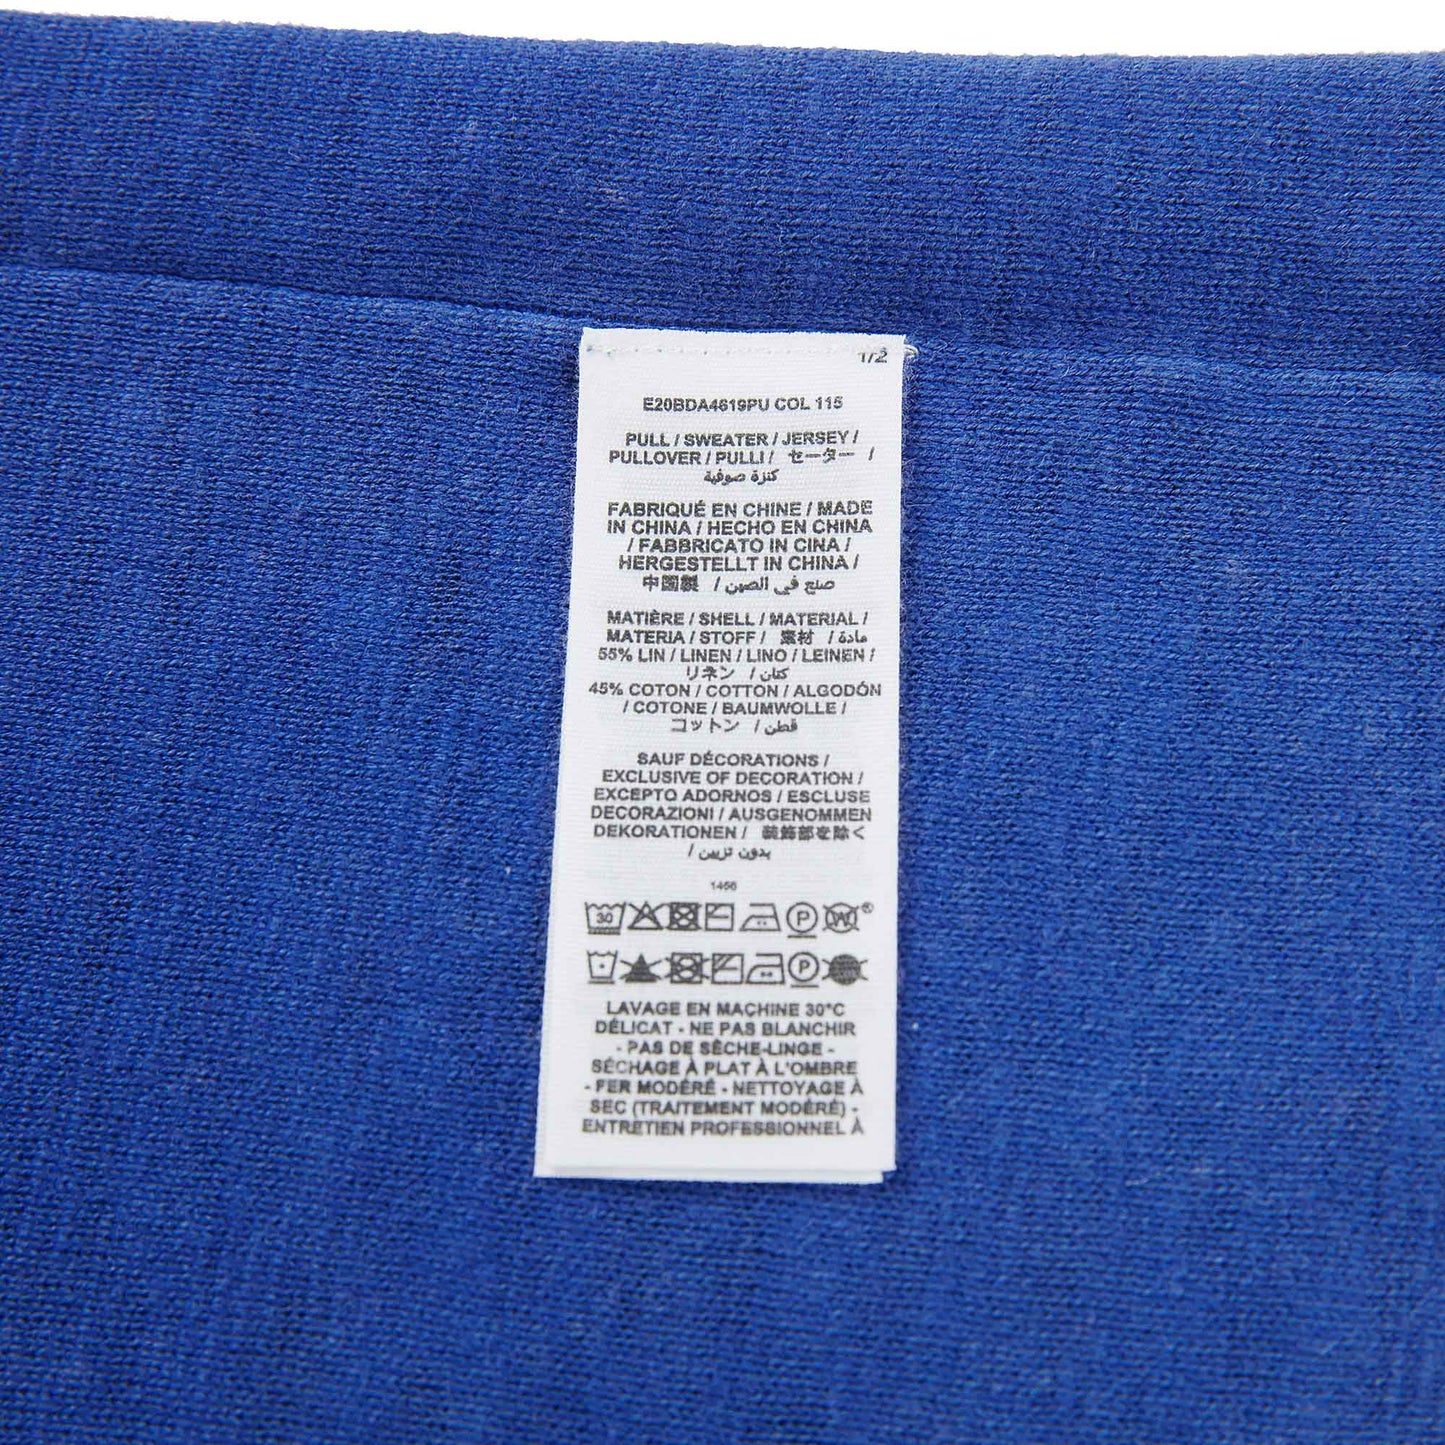 1/2
E20BDA4619PU COL 115
PULL / SWEATER / JERSEY /
PULLOVER / PULLI / セーター /
كنزة صوفية
FABRIQUÉ EN CHINE / MADE
IN CHINA / HECHO EN CHINA
/ FABBRICATO IN CINA /
HERGESTELLT IN CHINA /
中国製 / صنع في الصين /
MATIÈRE / SHELL / MATERIAL /
MATERIA / STOFF / 素材 / مادة /
55% LIN / LINEN / LINO / LEINEN /
リネン / كتان /
45% COTON / COTTON / ALGODÓN
/ COTONE / BAUMWOLLE /
コットン / قطن /
SAUF DÉCORATIONS /
EXCLUSIVE OF DECORATION /
EXCEPTO ADORNOS / ESCLUSE
DECORAZIONI / AUSGENOMMEN
DEKORATIONEN / 装飾部を除く
/ بدون تزيين
1466
30 P W®
P
LAVAGE EN MACHINE 30°C
DÉLICAT - NE PAS BLANCHIR
- PAS DE SÈCHE-LINGE -
SÉCHAGE À PLAT À L'OMBRE
- FER MODÉRÉ - NETTOYAGE À
SEC (TRAITEMENT MODÉRÉ) -
ENTRETIEN PROFESSIONNEL À